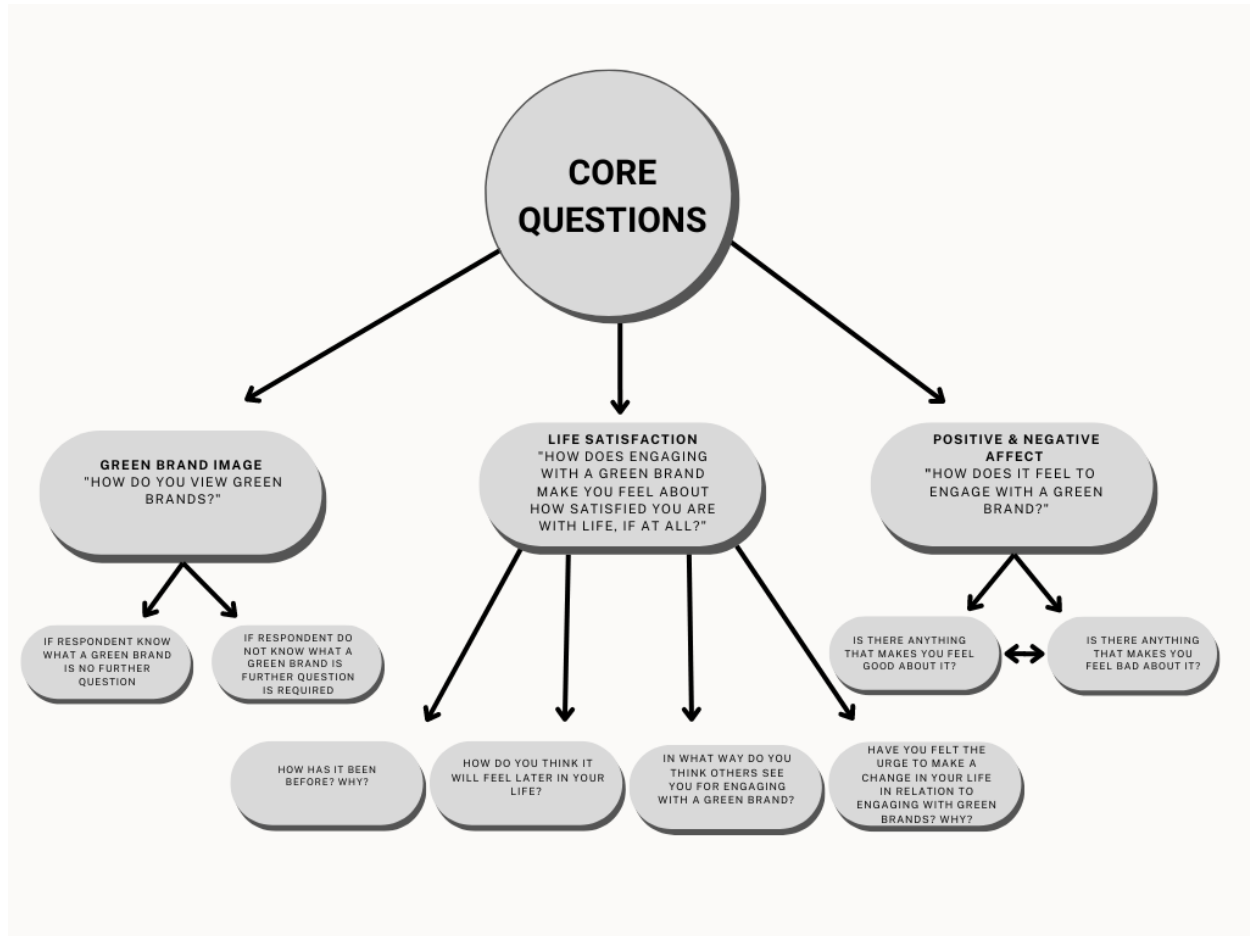 CORE
QUESTIONS
GREEN BRAND IMAGE
"HOW DO YOU VIEW GREEN
BRANDS?"
LIFE SATISFACTION
"HOW DOES ENGAGING
WITH A GREEN BRAND
MAKE YOU FEEL ABOUT
HOW SATISFIED YOU ARE
WITH LIFE, IF AT ALL?"
POSITIVE & NEGATIVE
AFFECT
"HOW DOES IT FEEL TO
ENGAGE WITH A GREEN
BRAND?"
IF RESPONDENT KNOW
WHAT A GREEN BRAND
IS NO FURTHER
QUESTION
IF RESPONDENT DO
NOT KNOW WHAT A
GREEN BRAND IS
FURTHER QUESTION
IS REQUIRED
IS THERE ANYTHING
THAT MAKES YOU FEEL
GOOD ABOUT IT?
IS THERE ANYTHING
THAT MAKES YOU
FEEL BAD ABOUT IT?
HOW HAS IT BEEN
BEFORE? WHY?
HOW DO YOU THINK IT
WILL FEEL LATER IN YOUR
LIFE?
IN WHAT WAY DO YOU
THINK OTHERS SEE
YOU FOR ENGAGING
WITH A GREEN BRAND?
HAVE YOU FELT THE
URGE TO MAKE A
CHANGE IN YOUR LIFE
IN RELATION TO
ENGAGING WITH GREEN
BRANDS? WHY?